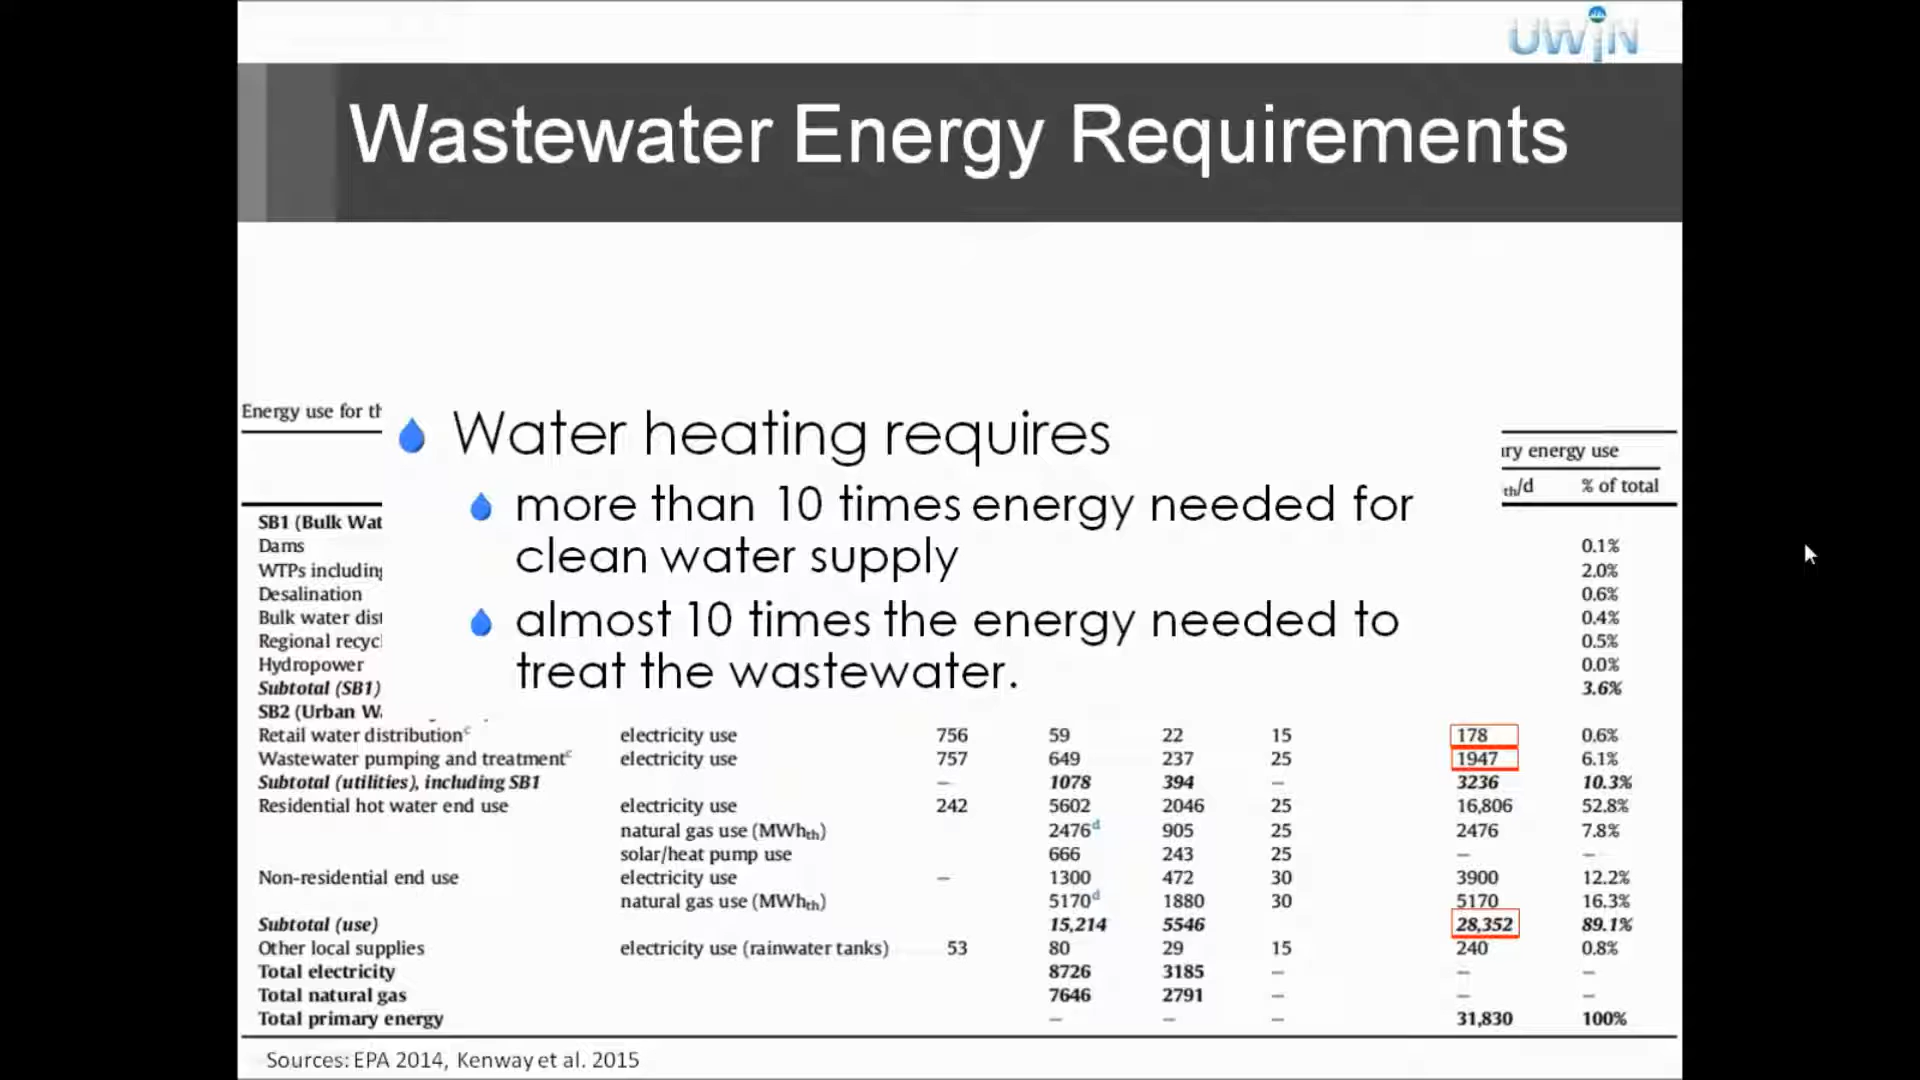 UWIN
Wastewater Energy Requirements
Energy use for th
Water heating requires
more than 10 times energy needed for
clean water supply
almost 10 times the energy needed to
treat the wastewater.
energy use
th/d % of total
SB1 (Bulk Wat
Dams 0.1%
WTPs including 2.0%
Desalination 0.6%
Bulk water dist 0.4%
Regional recycl 0.5%
Hydropower 0.0%
Subtotal (SB1) 3.6%
SB2 (Urban W
Retail water distributionᶜ electricity use 756 59 22 15 178 0.6%
Wastewater pumping and treatmentᶜ electricity use 757 649 237 25 1947 6.1%
Subtotal (utilities), including SB1 – 1078 394 – 3236 10.3%
Residential hot water end use electricity use 242 5602 2046 25 16,806 52.8%
natural gas use (MWhth) 2476ᵈ 905 25 2476 7.8%
solar/heat pump use 666 243 25 – –
Non-residential end use electricity use – 1300 472 30 3900 12.2%
natural gas use (MWhth) 5170ᵈ 1880 30 5170 16.3%
Subtotal (use) 15,214 5546 28,352 89.1%
Other local supplies electricity use (rainwater tanks) 53 80 29 15 240 0.8%
Total electricity 8726 3185 – – –
Total natural gas 7646 2791 – – –
Total primary energy – – – 31,830 100%
Sources: EPA 2014, Kenway et al. 2015